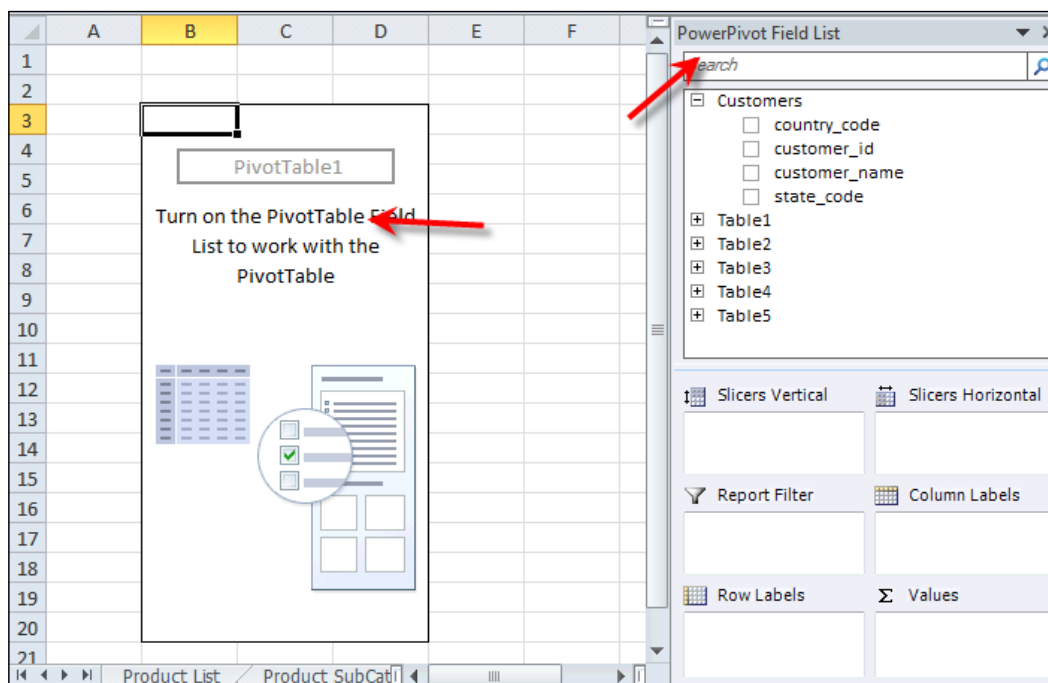 A B C D E F
PowerPivot Field List
Search
1
2
3
4
5
6
7
8
9
10
11
12
13
14
15
16
17
18
19
20
21
PivotTable1
Turn on the PivotTable Field
List to work with the
PivotTable
Customers
country_code
customer_id
customer_name
state_code
Table1
Table2
Table3
Table4
Table5
Slicers Vertical
Slicers Horizontal
Report Filter
Column Labels
Row Labels
Σ Values
Product List
Product SubCat